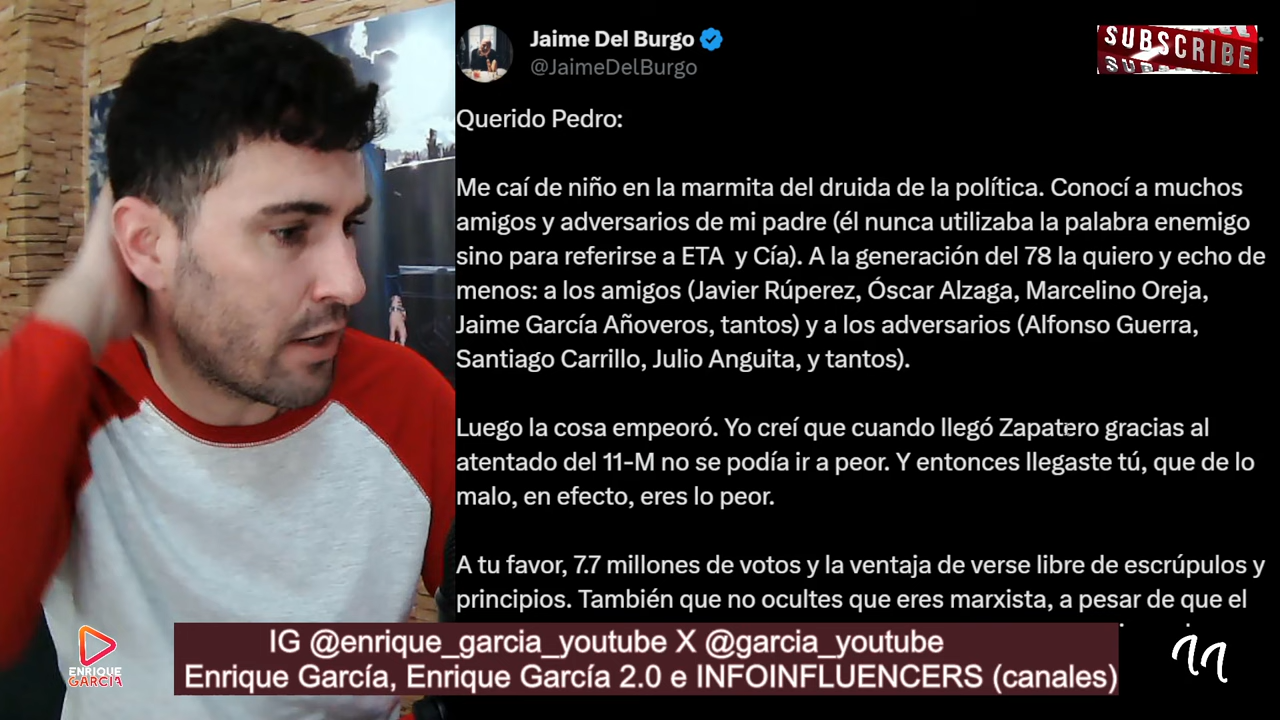 Jaime Del Burgo
@JaimeDelBurgo
SUBSCRIBE
Querido Pedro:
Me caí de niño en la marmita del druida de la política. Conocí a muchos
amigos y adversarios de mi padre (él nunca utilizaba la palabra enemigo
sino para referirse a ETA  y Cía). A la generación del 78 la quiero y echo de
menos: a los amigos (Javier Rúperez, Óscar Alzaga, Marcelino Oreja,
Jaime García Añoveros, tantos) y a los adversarios (Alfonso Guerra,
Santiago Carrillo, Julio Anguita, y tantos).
Luego la cosa empeoró. Yo creí que cuando llegó Zapatero gracias al
atentado del 11-M no se podía ir a peor. Y entonces llegaste tú, que de lo
malo, en efecto, eres lo peor.
A tu favor, 7.7 millones de votos y la ventaja de verse libre de escrúpulos y
principios. También que no ocultes que eres marxista, a pesar de que el
IG @enrique_garcia_youtube X @garcia_youtube
Enrique García, Enrique García 2.0 e INFOINFLUENCERS (canales)
ENRIQUE
GARCÍA